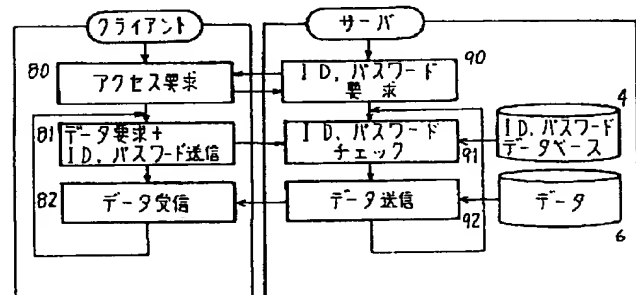 クライアント
サーバ
80
アクセス要求
ID,パスワード
要求
90
81
データ要求+
ID,パスワード送信
ID,パスワード
チェック
91
4
ID,パスワード
データベース
82
データ受信
データ送信
92
データ
6